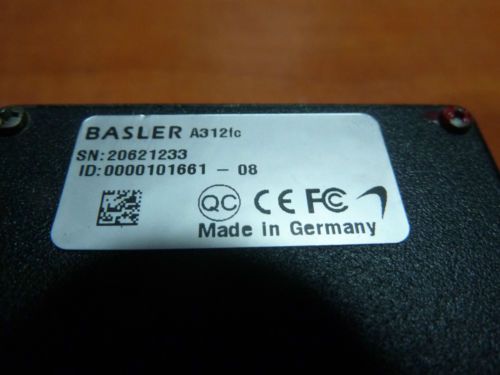 BASLER A312fc
SN:20621233
ID:0000101661 - 08
QC CE FC
Made in Germany